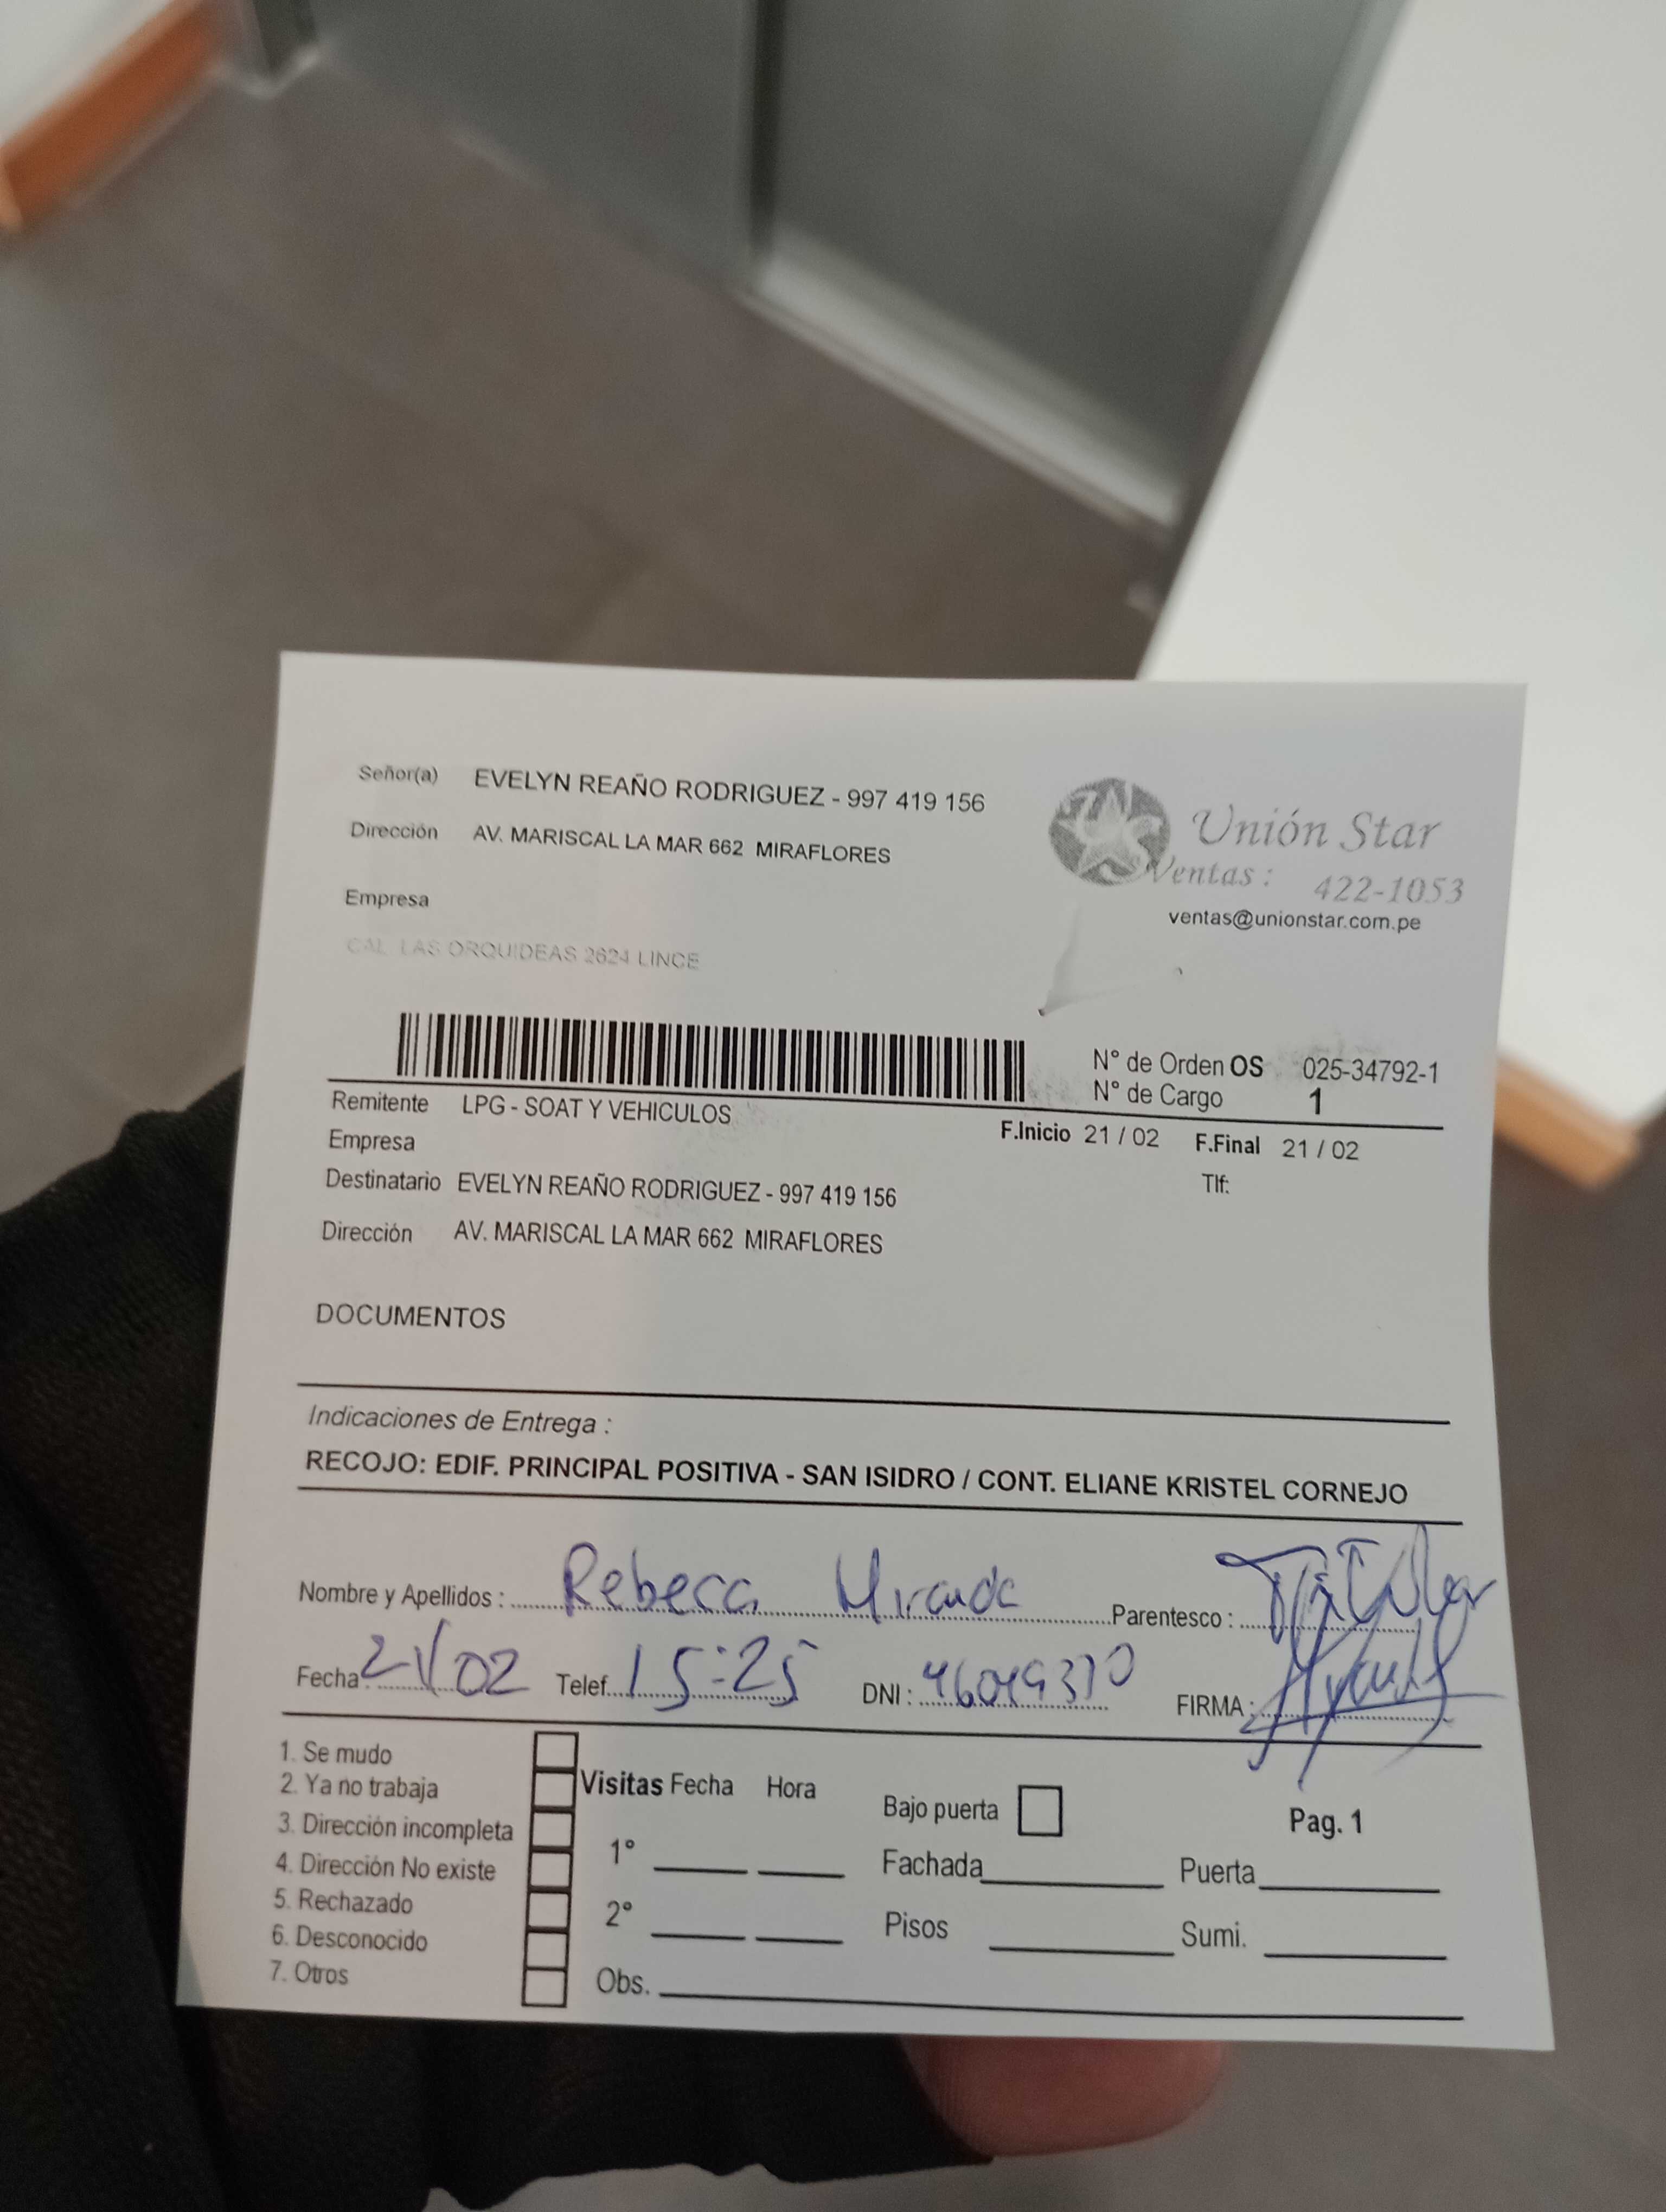 Señor(a) EVELYN REAÑO RODRIGUEZ - 997 419 156
Dirección AV. MARISCAL LA MAR 662 MIRAFLORES
Unión Star
Ventas : 422-1053
ventas@unionstar.com.pe
Empresa
CAL. LAS ORQUIDEAS 2624 LINCE
N° de Orden OS 025-34792-1
N° de Cargo 1
Remitente LPG - SOAT Y VEHICULOS
F.Inicio 21 / 02 F.Final 21 / 02
Empresa
Tlf:
Destinatario EVELYN REAÑO RODRIGUEZ - 997 419 156
Dirección AV. MARISCAL LA MAR 662 MIRAFLORES
DOCUMENTOS
Indicaciones de Entrega :
RECOJO: EDIF. PRINCIPAL POSITIVA - SAN ISIDRO / CONT. ELIANE KRISTEL CORNEJO
Nombre y Apellidos : Rebeca Miranda Parentesco :
Fecha 21/02 Telef. 15:25 DNI : 46049370 FIRMA :
1. Se mudo
2. Ya no trabaja
3. Dirección incompleta
4. Dirección No existe
5. Rechazado
6. Desconocido
7. Otros
Visitas Fecha Hora
1°
2°
Obs.
Bajo puerta
Pag. 1
Fachada Puerta
Pisos Sumi.